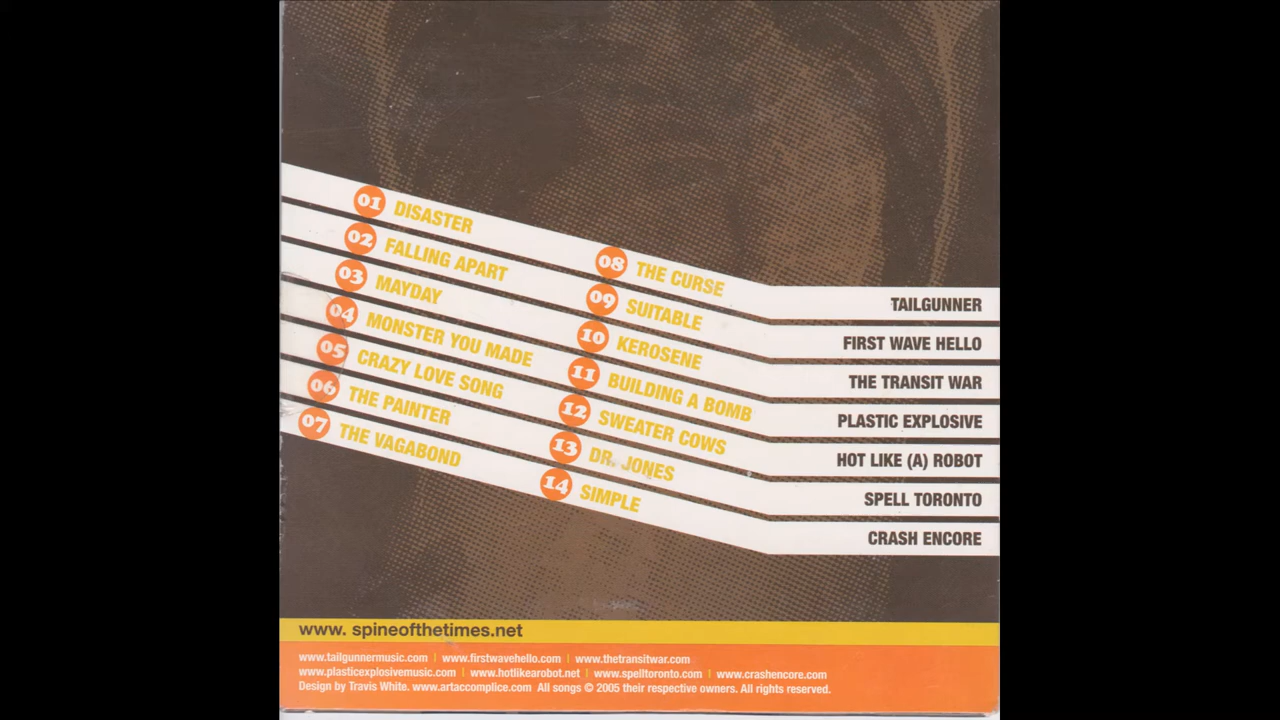 01 DISASTER
02 FALLING APART
03 MAYDAY
04 MONSTER YOU MADE
05 CRAZY LOVE SONG
06 THE PAINTER
07 THE VAGABOND
08 THE CURSE
09 SUITABLE
10 KEROSENE
11 BUILDING A BOMB
12 SWEATER COWS
13 DR. JONES
14 SIMPLE
TAILGUNNER
FIRST WAVE HELLO
THE TRANSIT WAR
PLASTIC EXPLOSIVE
HOT LIKE (A) ROBOT
SPELL TORONTO
CRASH ENCORE
www. spineofthetimes.net
www.tailgunnermusic.com | www.firstwavehello.com | www.thetransitwar.com
www.plasticexplosivemusic.com | www.hotlikearobot.net | www.spelltoronto.com | www.crashencore.com
Design by Travis White. www.artaccomplice.com All songs © 2005 their respective owners. All rights reserved.